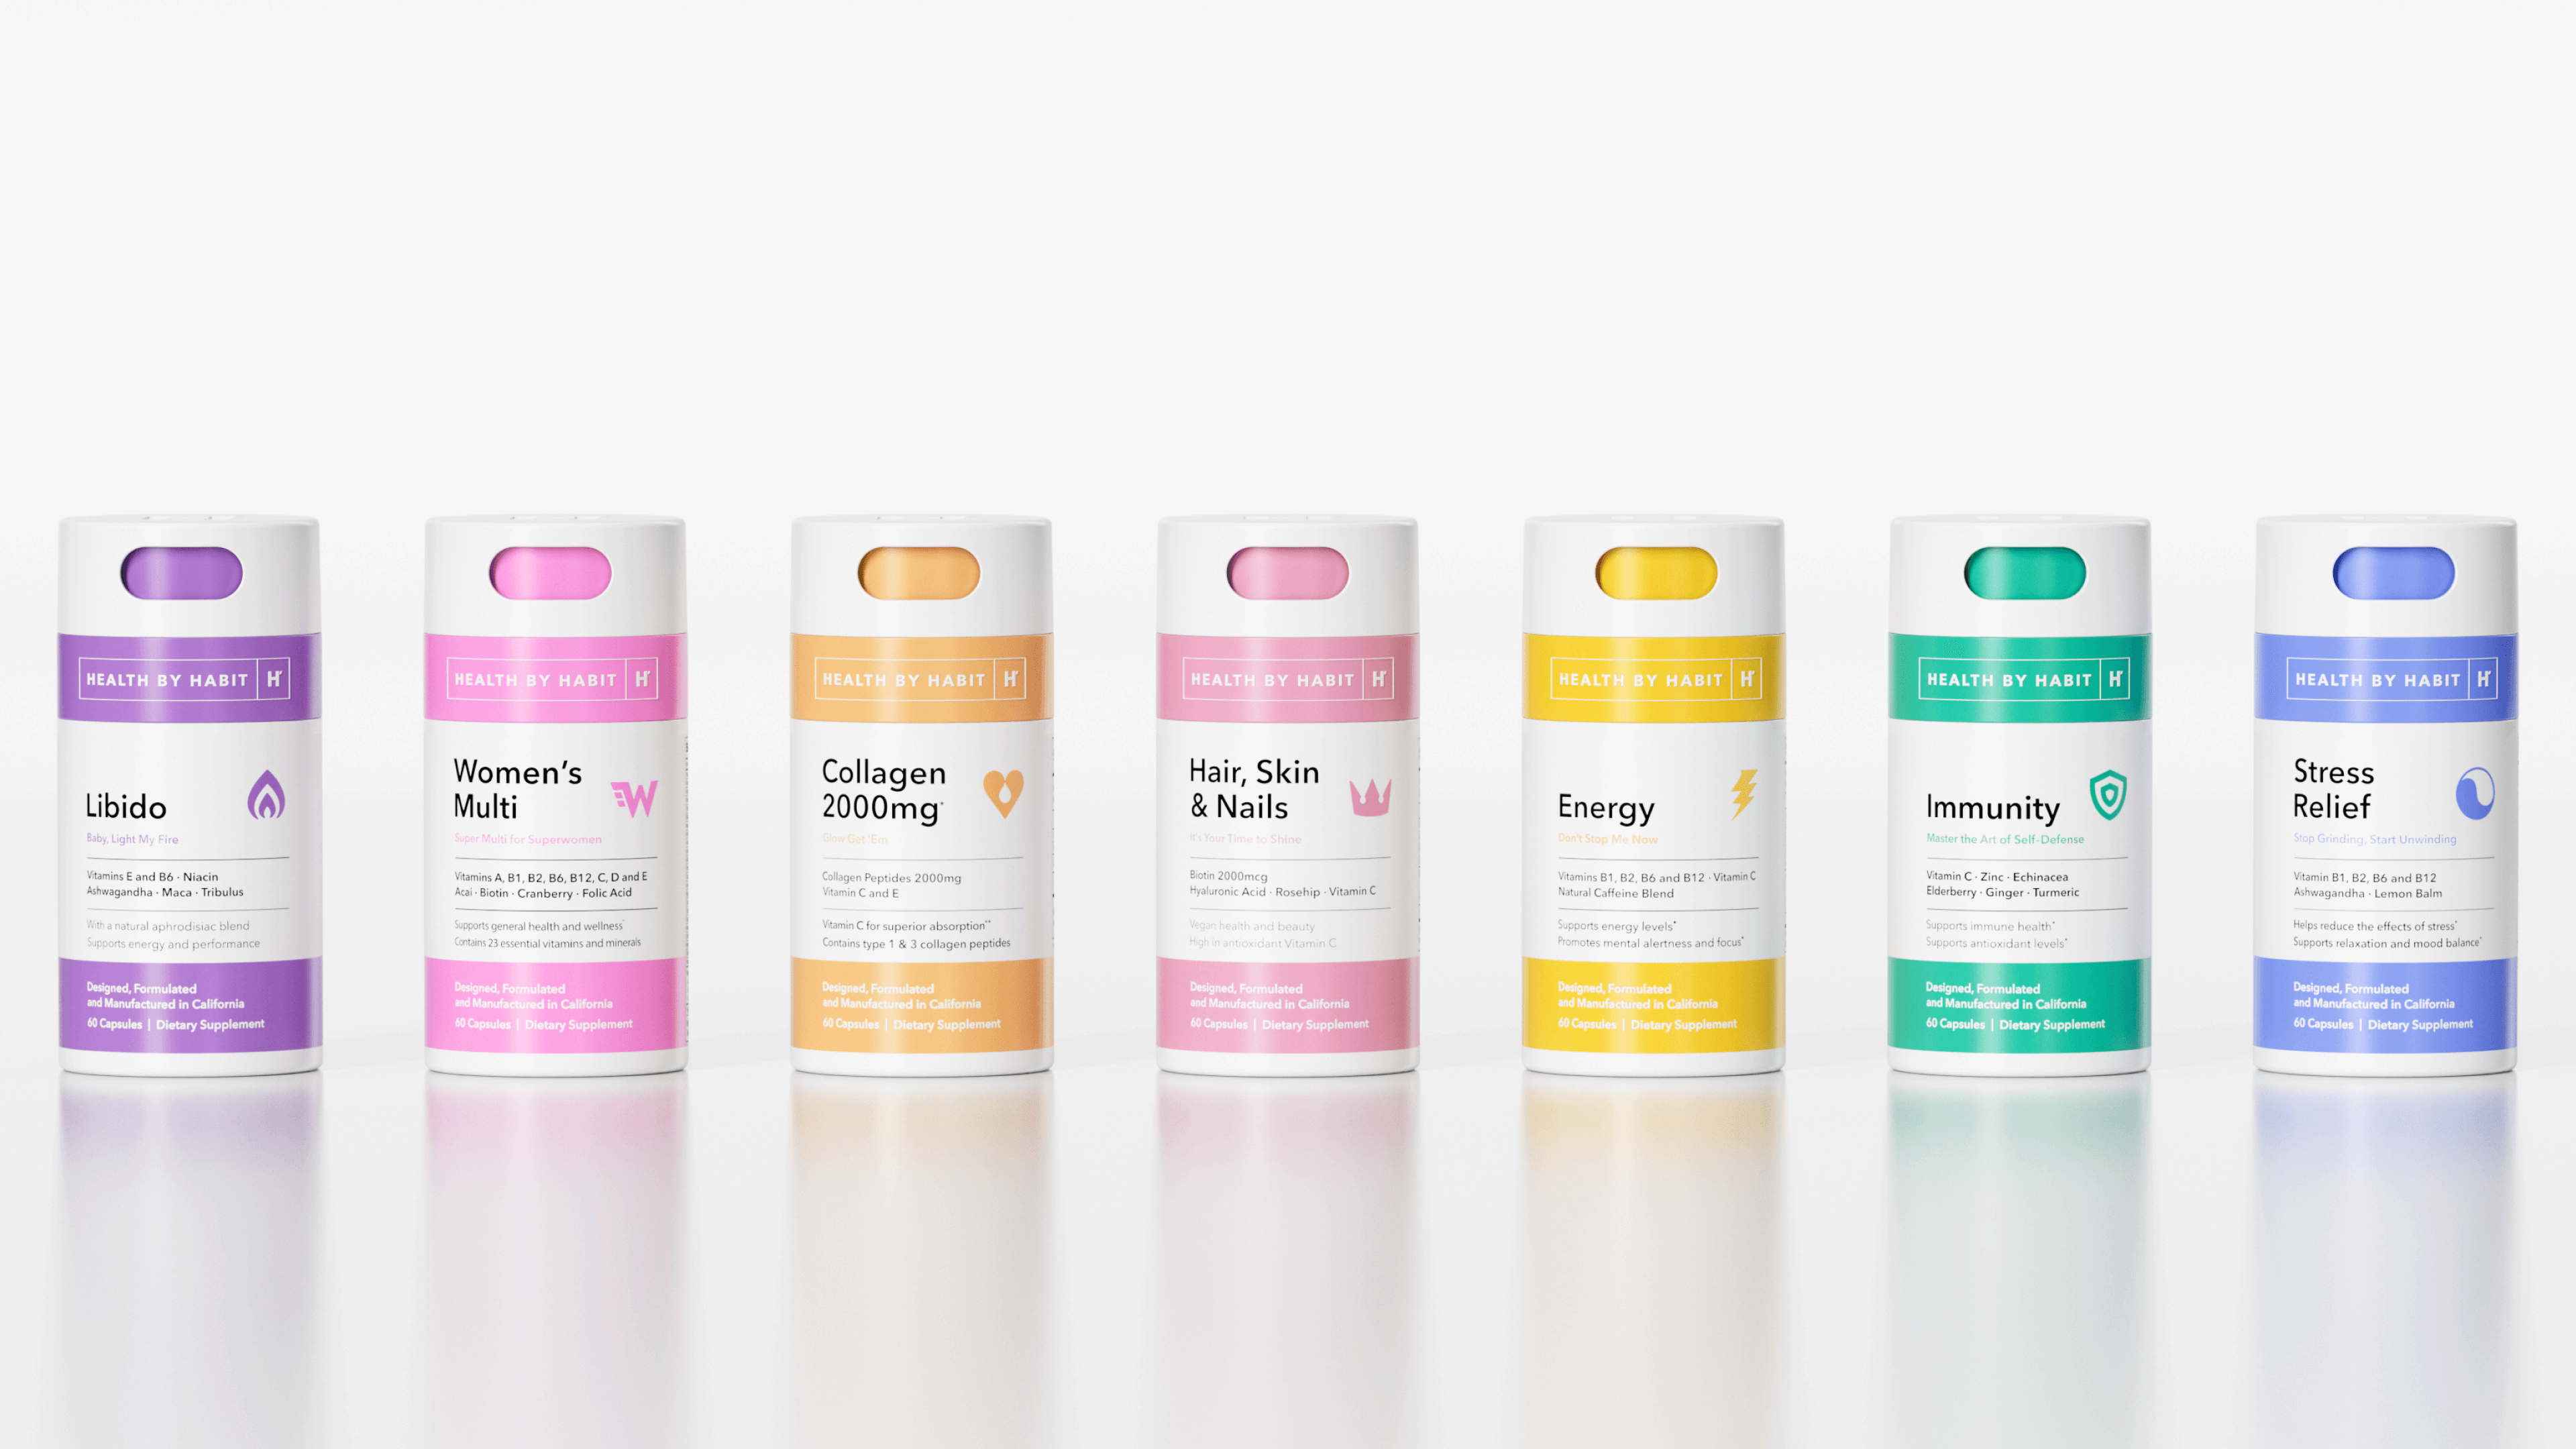 HEALTH BY HABIT H
Libido
Baby, Light My Fire
Vitamins E and B6 · Niacin
Ashwagandha · Maca · Tribulus
With a natural aphrodisiac blend
Supports energy and performance
Designed, Formulated
and Manufactured in California
60 Capsules | Dietary Supplement
HEALTH BY HABIT H
Women's
Multi
W
Super Multi for Superwomen
Vitamins A, B1, B2, B6, B12, C, D and E
Acai · Biotin · Cranberry · Folic Acid
Supports general health and wellness*
Contains 23 essential vitamins and minerals
Designed, Formulated
and Manufactured in California
60 Capsules | Dietary Supplement
HEALTH BY HABIT H
Collagen
2000mg*
Glow Get 'Em
Collagen Peptides 2000mg
Vitamin C and E
Vitamin C for superior absorption**
Contains type 1 & 3 collagen peptides
Designed, Formulated
and Manufactured in California
60 Capsules | Dietary Supplement
HEALTH BY HABIT H
Hair, Skin
& Nails
It's Your Time to Shine
Biotin 2000mcg
Hyaluronic Acid · Rosehip · Vitamin C
Vegan health and beauty
High in antioxidant Vitamin C
Designed, Formulated
and Manufactured in California
60 Capsules | Dietary Supplement
HEALTH BY HABIT H
Energy
Don't Stop Me Now
Vitamins B1, B2, B6 and B12 · Vitamin C
Natural Caffeine Blend
Supports energy levels*
Promotes mental alertness and focus*
Designed, Formulated
and Manufactured in California
60 Capsules | Dietary Supplement
HEALTH BY HABIT H
Immunity
Master the Art of Self-Defense
Vitamin C · Zinc · Echinacea
Elderberry · Ginger · Turmeric
Supports immune health*
Supports antioxidant levels*
Designed, Formulated
and Manufactured in California
60 Capsules | Dietary Supplement
HEALTH BY HABIT H
Stress
Relief
Stop Grinding, Start Unwinding
Vitamin B1, B2, B6 and B12
Ashwagandha · Lemon Balm
Helps reduce the effects of stress*
Supports relaxation and mood balance*
Designed, Formulated
and Manufactured in California
60 Capsules | Dietary Supplement